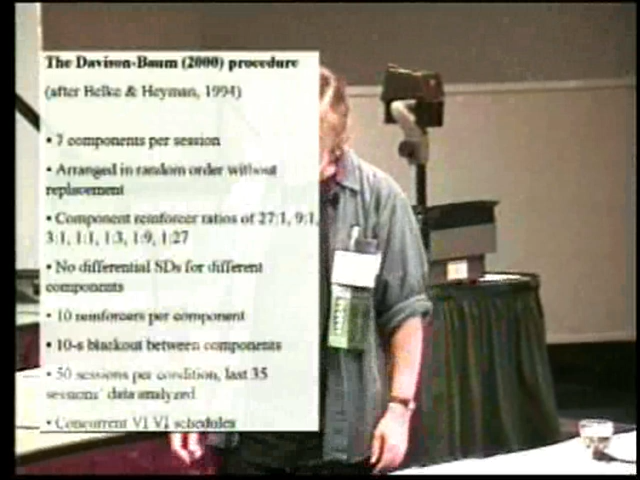 The Davison-Baum (2000) procedure
(after Belke & Heyman, 1994)
• 7 components per session
• Arranged in random order without
replacement
• Component reinforcer ratios of 27:1, 9:1,
3:1, 1:1, 1:3, 1:9, 1:27
• No differential SDs for different
components
• 10 reinforcers per component
• 10-s blackout between components
• 50 sessions per condition, last 35
sessions' data analyzed
• Concurrent VI VI schedules